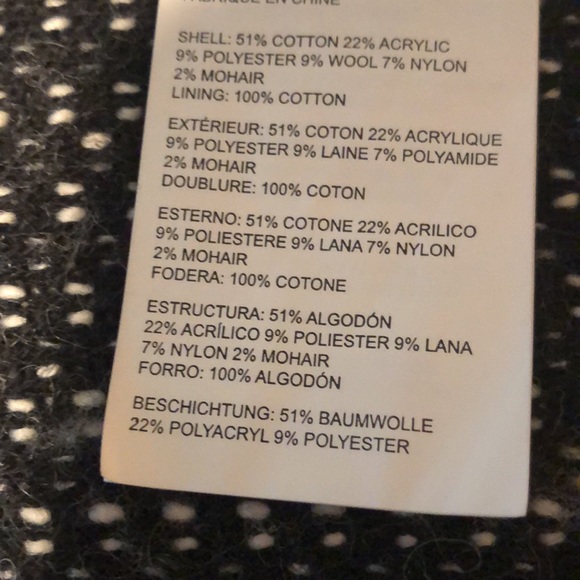 FABRIQUÉ EN CHINE
SHELL: 51% COTTON 22% ACRYLIC
9% POLYESTER 9% WOOL 7% NYLON
2% MOHAIR
LINING: 100% COTTON
EXTÉRIEUR: 51% COTON 22% ACRYLIQUE
9% POLYESTER 9% LAINE 7% POLYAMIDE
2% MOHAIR
DOUBLURE: 100% COTON
ESTERNO: 51% COTONE 22% ACRILICO
9% POLIESTERE 9% LANA 7% NYLON
2% MOHAIR
FODERA: 100% COTONE
ESTRUCTURA: 51% ALGODÓN
22% ACRÍLICO 9% POLIESTER 9% LANA
7% NYLON 2% MOHAIR
FORRO: 100% ALGODÓN
BESCHICHTUNG: 51% BAUMWOLLE
22% POLYACRYL 9% POLYESTER